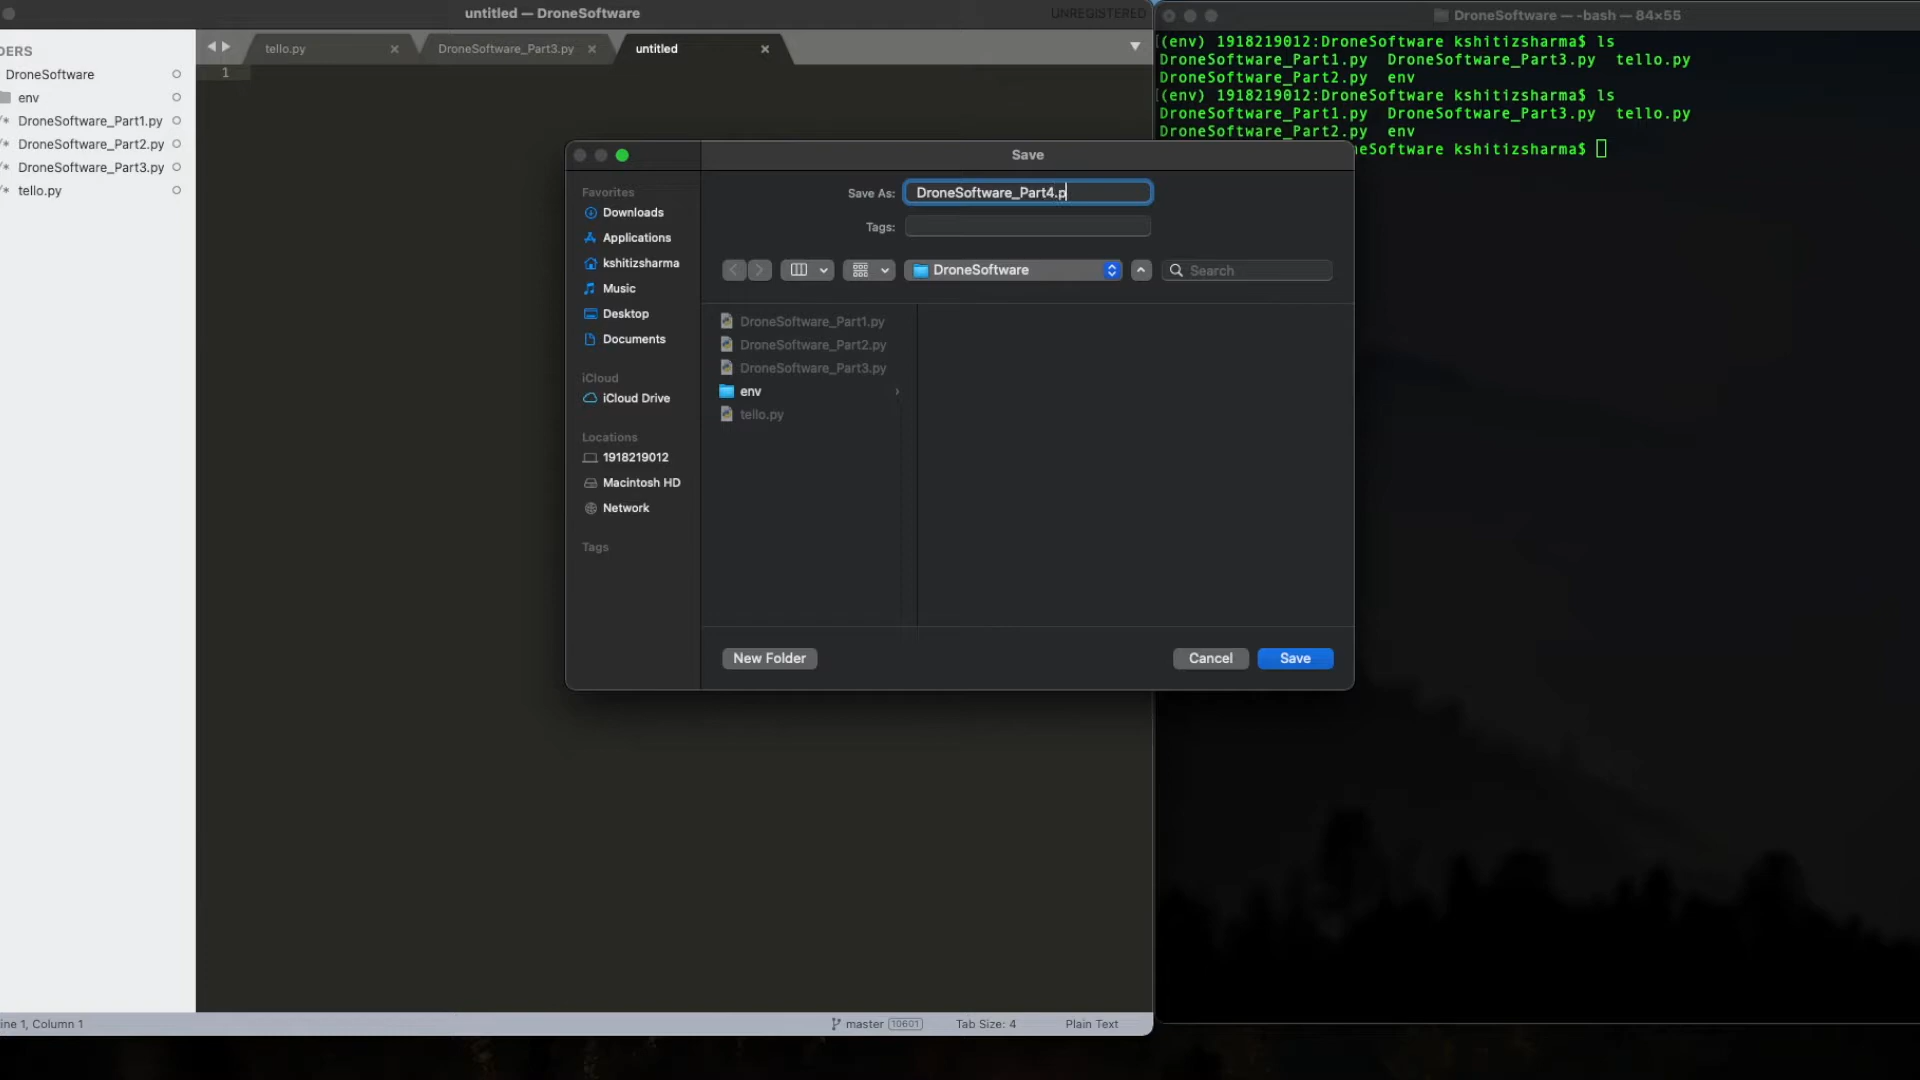 untitled — DroneSoftware
UNREGISTERED
DERS
DroneSoftware
env
DroneSoftware_Part1.py
DroneSoftware_Part2.py
DroneSoftware_Part3.py
tello.py
tello.py
DroneSoftware_Part3.py
untitled
1
Save
Save As: DroneSoftware_Part4.p
Tags:
DroneSoftware
Search
Favorites
Downloads
Applications
kshitizsharma
Music
Desktop
Documents
iCloud
iCloud Drive
Locations
1918219012
Macintosh HD
Network
Tags
DroneSoftware_Part1.py
DroneSoftware_Part2.py
DroneSoftware_Part3.py
env
tello.py
New Folder
Cancel
Save
ine 1, Column 1
master 10601
Tab Size: 4
Plain Text
DroneSoftware — -bash — 84×55
(env) 1918219012:DroneSoftware kshitizsharma$ ls
DroneSoftware_Part1.py DroneSoftware_Part3.py tello.py
DroneSoftware_Part2.py env
(env) 1918219012:DroneSoftware kshitizsharma$ ls
DroneSoftware_Part1.py DroneSoftware_Part3.py tello.py
DroneSoftware_Part2.py env
eSoftware kshitizsharma$